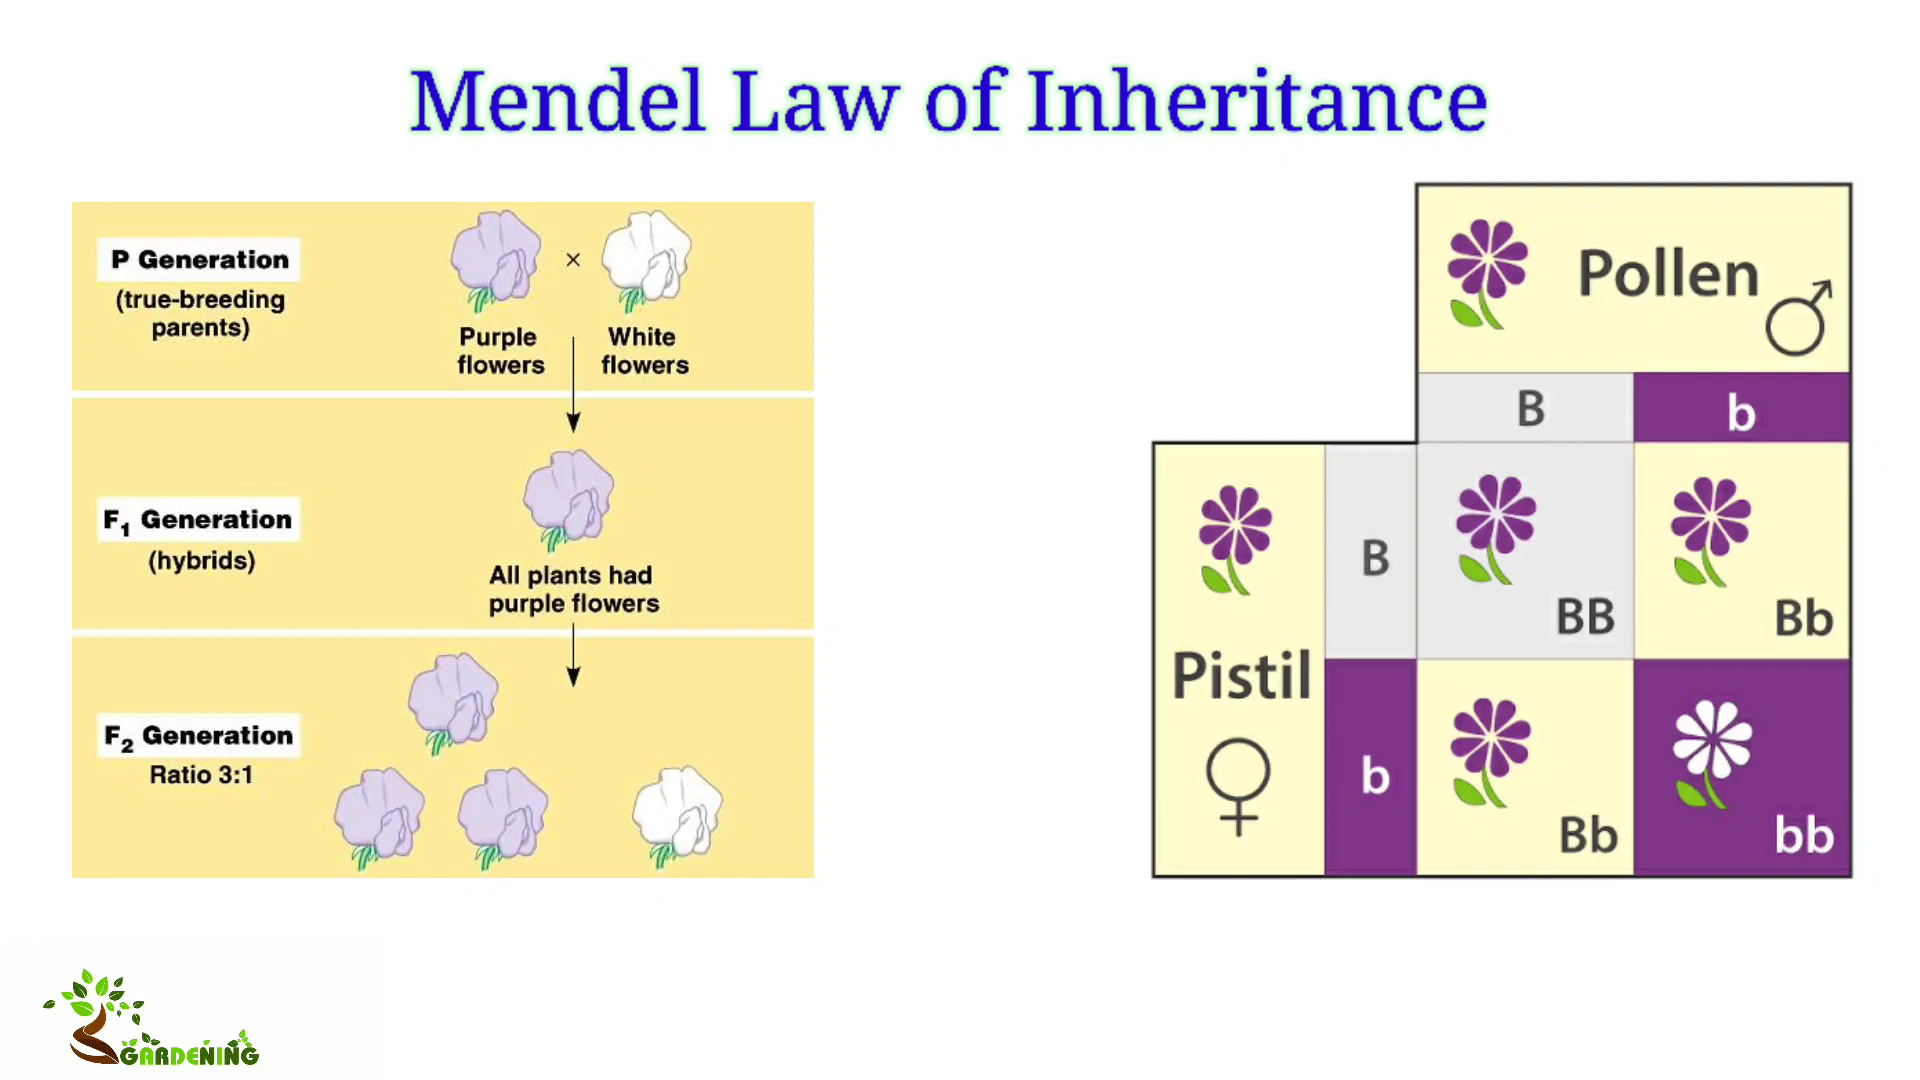 Mendel Law of Inheritance
P Generation
(true-breeding
parents)
×
Purple
flowers
White
flowers
F1 Generation
(hybrids)
All plants had
purple flowers
F2 Generation
Ratio 3:1
Pollen ♂
B
b
Pistil
♀
B
BB
Bb
b
Bb
bb
GARDENING